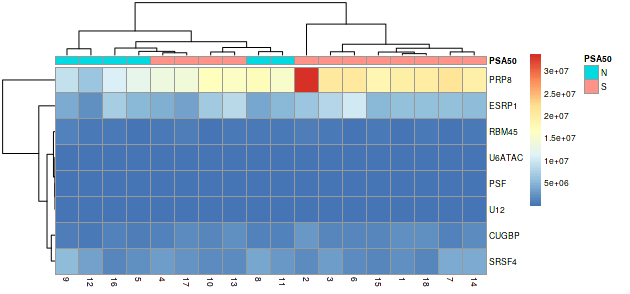 PSA50
PRP8
ESRP1
RBM45
U6ATAC
PSF
U12
CUGBP
SRSF4
9 12 16 5 4 17 10 13 8 11 2 3 6 15 1 18 7 14
3e+07
2.5e+07
2e+07
1.5e+07
1e+07
5e+06
PSA50
N
S